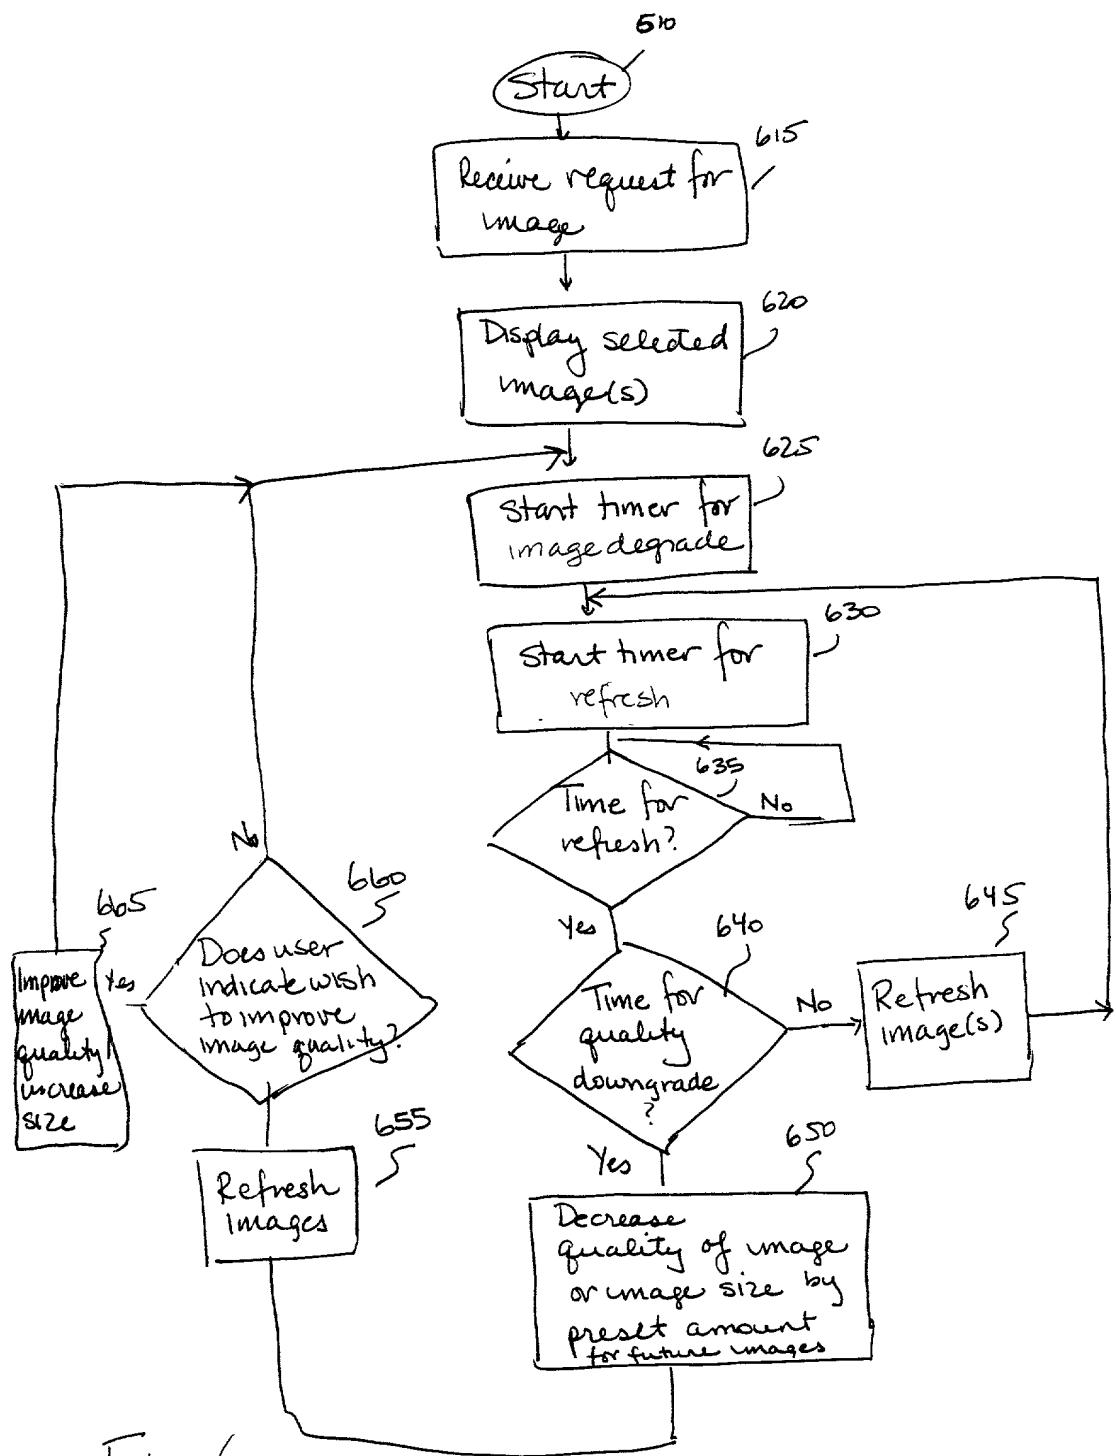 510
Start
615
Receive request for
image
620
Display selected
image(s)
625
Start timer for
image degrade
630
Start timer for
refresh
635
Time for
refresh?
No
Yes
640
Time for
quality
downgrade
?
No
645
Refresh
image(s)
Yes
650
Decrease
quality of image
or image size by
preset amount
for future images
655
Refresh
images
660
Does user
indicate wish
to improve
image quality?
No
Yes
665
Improve
image
quality/
increase
size